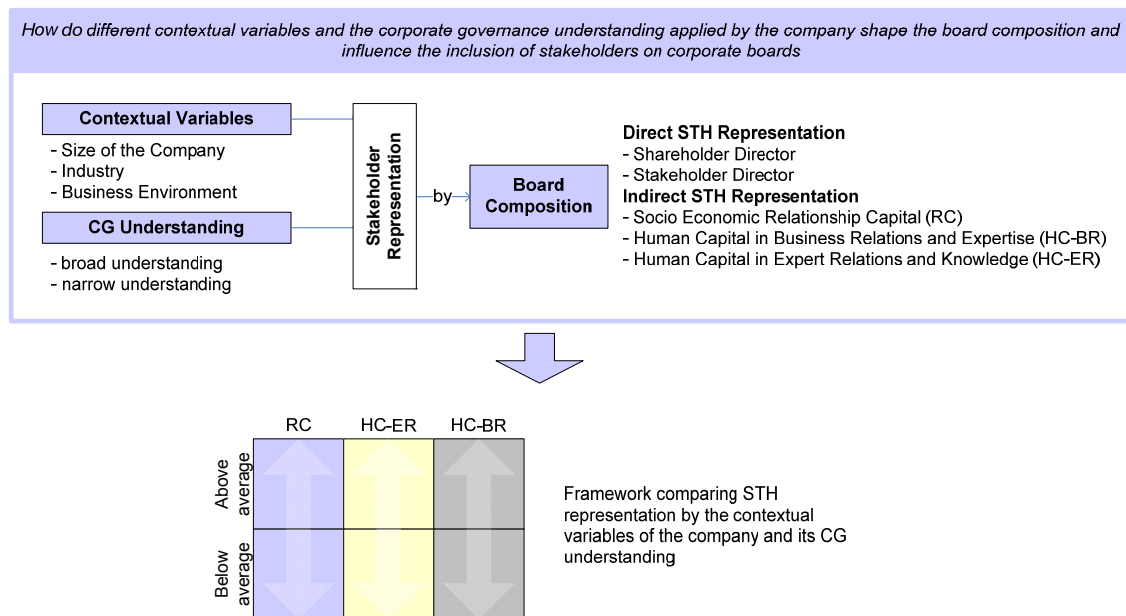 How do different contextual variables and the corporate governance understanding applied by the company shape the board composition and
influence the inclusion of stakeholders on corporate boards
Contextual Variables
- Size of the Company
- Industry
- Business Environment
CG Understanding
- broad understanding
- narrow understanding
Stakeholder
Representation
by
Board
Composition
Direct STH Representation
- Shareholder Director
- Stakeholder Director
Indirect STH Representation
- Socio Economic Relationship Capital (RC)
- Human Capital in Business Relations and Expertise (HC-BR)
- Human Capital in Expert Relations and Knowledge (HC-ER)
RC HC-ER HC-BR
Above
average
Below
average
Framework comparing STH
representation by the contextual
variables of the company and its CG
understanding